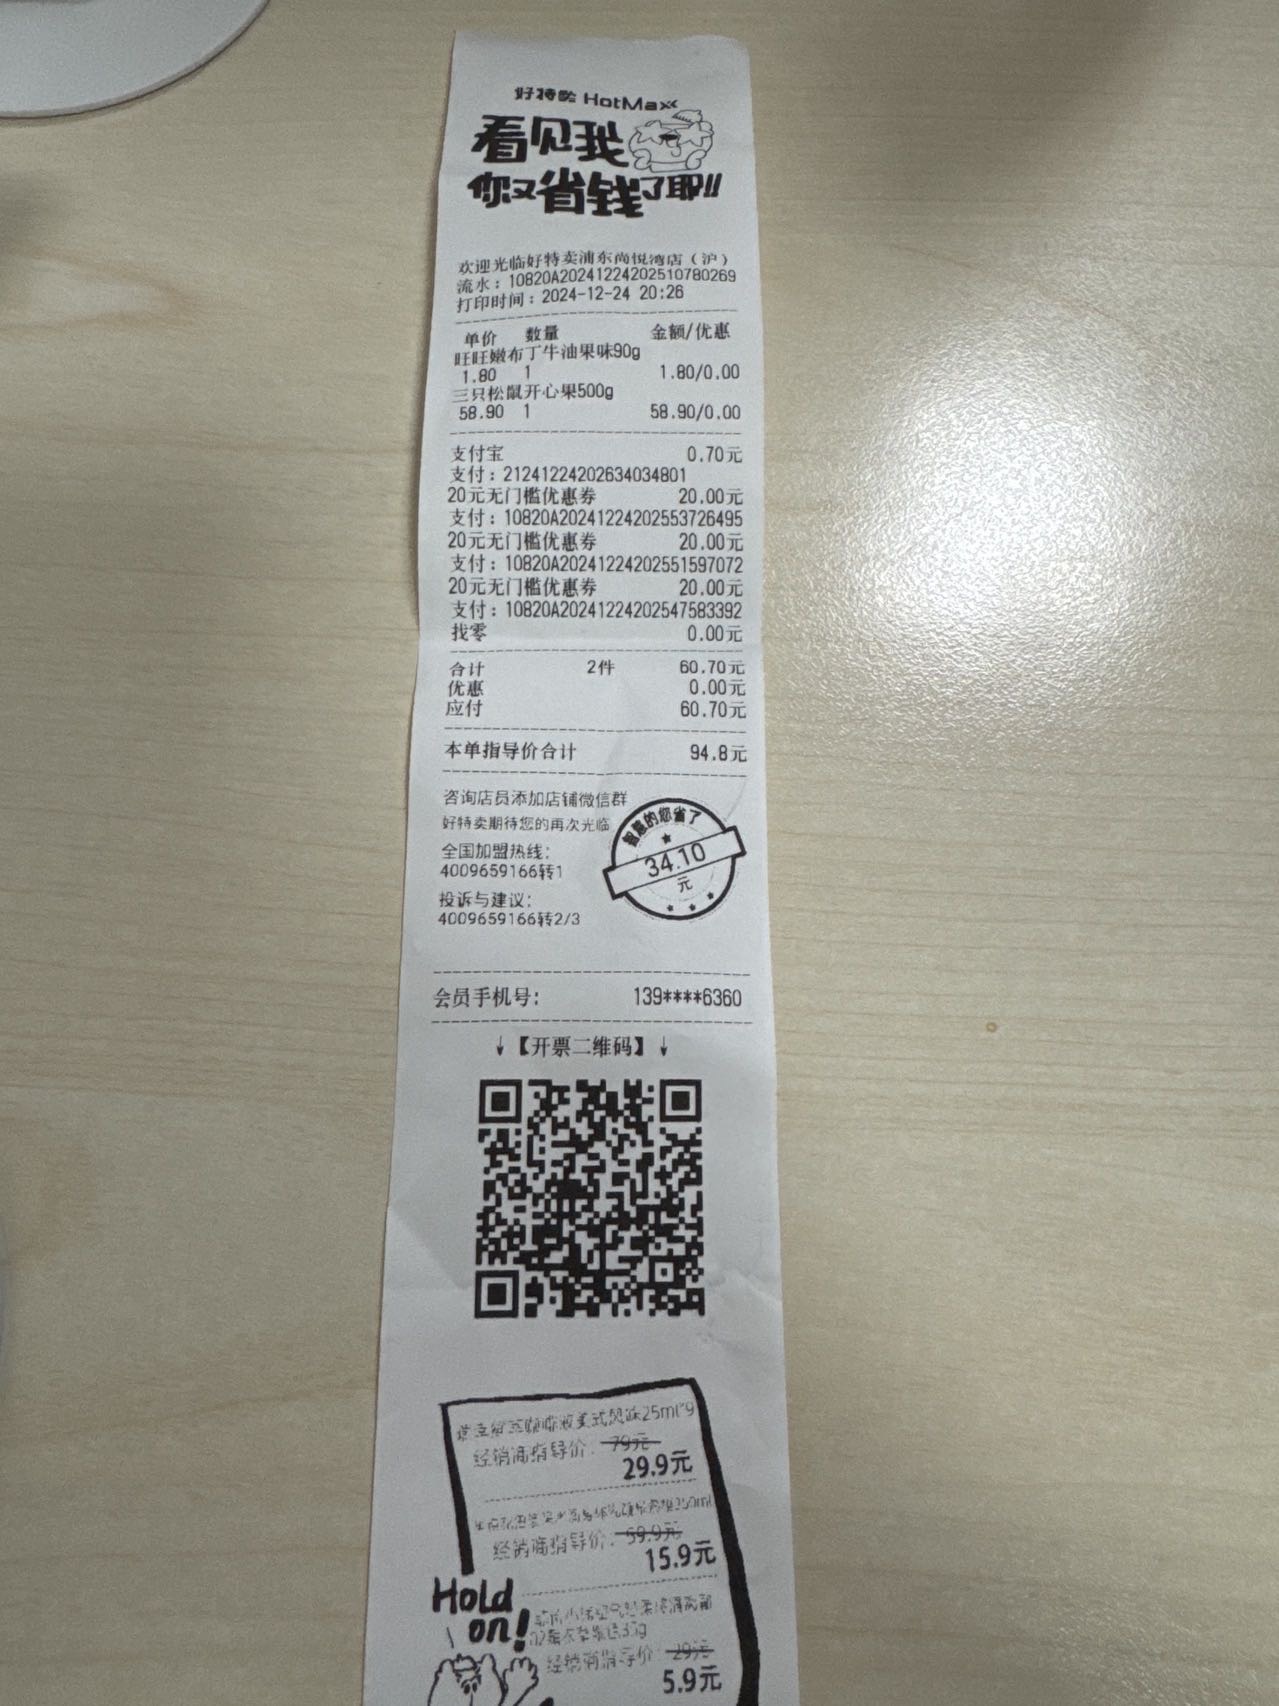 好特卖 HotMaxx
看见我
你又省钱了耶!!
欢迎光临好特卖浦东尚悦湾店（沪）
流水：10820A20241224202510780269
打印时间：2024-12-24 20:26
单价 数量 金额/优惠
旺旺嫩布丁牛油果味90g
1.80 1 1.80/0.00
三只松鼠开心果500g
58.90 1 58.90/0.00
支付宝 0.70元
支付：21241224202634034801
20元无门槛优惠券 20.00元
支付：10820A20241224202553726495
20元无门槛优惠券 20.00元
支付：10820A20241224202551597072
20元无门槛优惠券 20.00元
支付：10820A20241224202547583392
找零 0.00元
合计 2件 60.70元
优惠 0.00元
应付 60.70元
本单指导价合计 94.8元
咨询店员添加店铺微信群
好特卖期待您的再次光临
全国加盟热线：
4009659166转1
投诉与建议：
4009659166转2/3
智慧的您省了
34.10
元
会员手机号： 139****6360
↓【开票二维码】↓
25ml*9
经销商指导价：79元
29.9元
经销商指导价：59.9元
15.9元
经销商指导价：29元
5.9元
Hold
on!